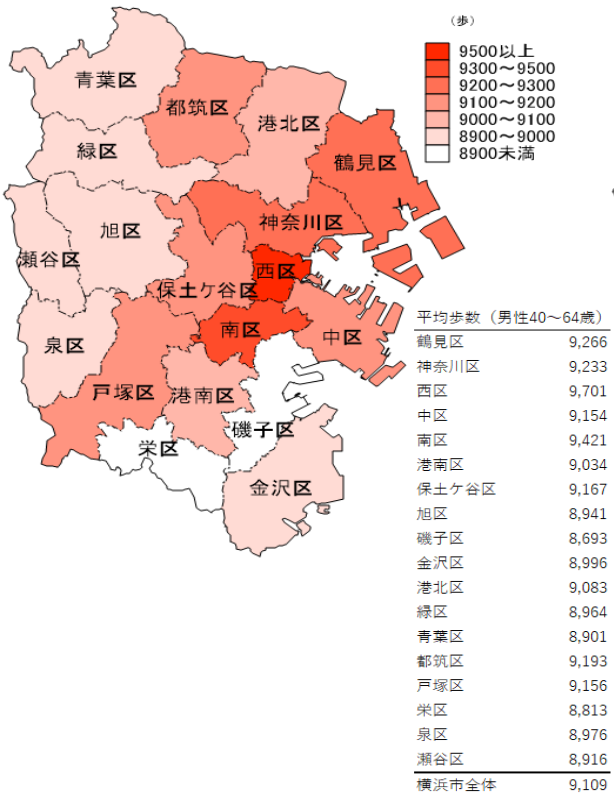 (歩)
9500以上
9300～9500
9200～9300
9100～9200
9000～9100
8900～9000
8900未満
青葉区
都筑区
港北区
緑区
鶴見区
旭区
神奈川区
瀬谷区
西区
保土ケ谷区
南区
中区
泉区
戸塚区
港南区
磯子区
栄区
金沢区
平均歩数（男性40～64歳）
鶴見区 9,266
神奈川区 9,233
西区 9,701
中区 9,154
南区 9,421
港南区 9,034
保土ケ谷区 9,167
旭区 8,941
磯子区 8,693
金沢区 8,996
港北区 9,083
緑区 8,964
青葉区 8,901
都筑区 9,193
戸塚区 9,156
栄区 8,813
泉区 8,976
瀬谷区 8,916
横浜市全体 9,109